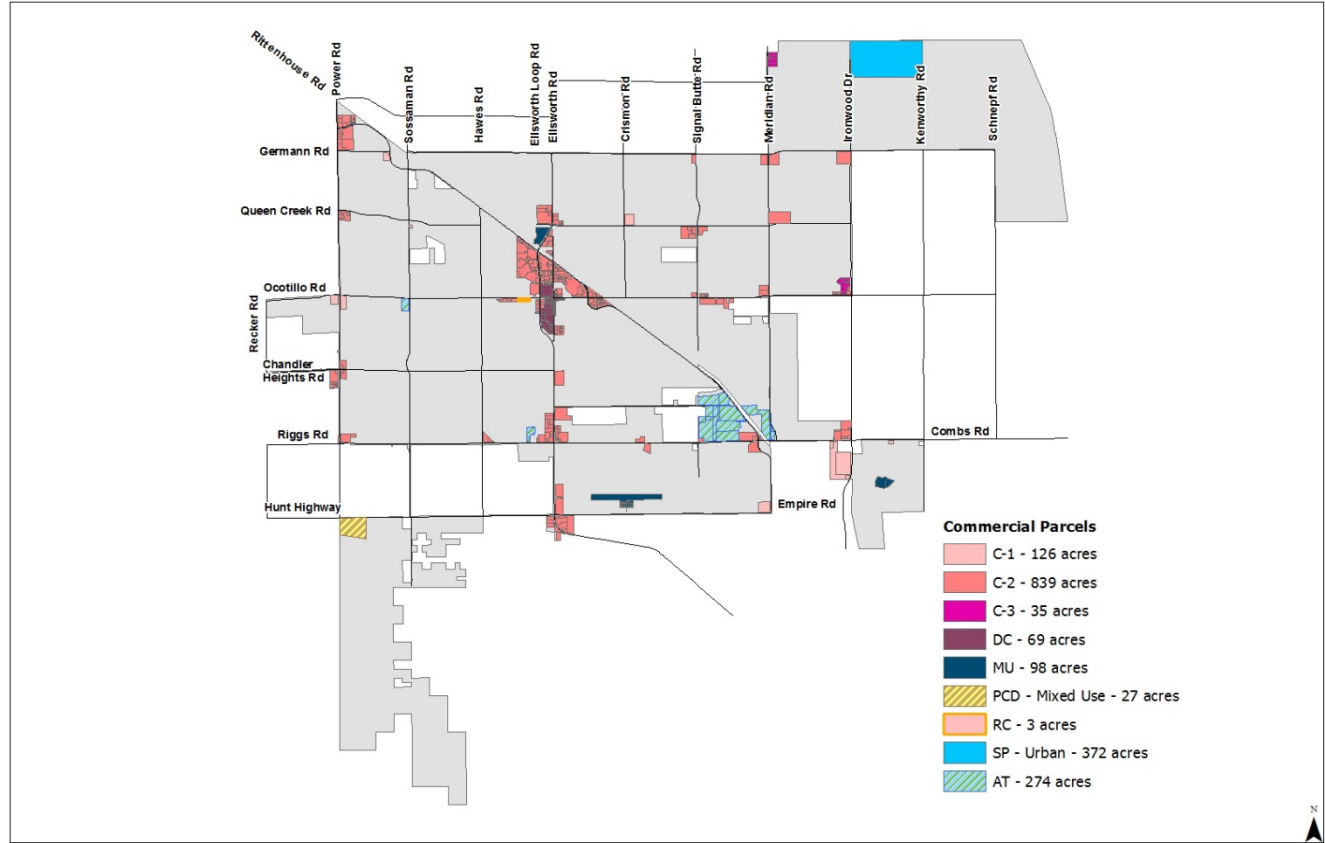 Rittenhouse Rd
Power Rd
Sossaman Rd
Hawes Rd
Ellsworth Loop Rd
Ellsworth Rd
Crismon Rd
Signal Butte Rd
Meridian Rd
Ironwood Dr
Kenworthy Rd
Schnepf Rd
Germann Rd
Queen Creek Rd
Ocotillo Rd
Recker Rd
Chandler
Heights Rd
Riggs Rd
Combs Rd
Hunt Highway
Empire Rd
Commercial Parcels
C-1 - 126 acres
C-2 - 839 acres
C-3 - 35 acres
DC - 69 acres
MU - 98 acres
PCD - Mixed Use - 27 acres
RC - 3 acres
SP - Urban - 372 acres
AT - 274 acres
N